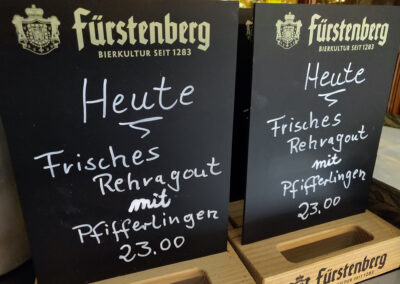 Fürstenberg
BIERKULTUR SEIT 1283
Heute
Frisches
Rehragout
mit
Pfifferlingen
23.00
Fürstenberg
BIERKULTUR SEIT 1283
Heute
Frisches
Rehragout
mit
Pfifferlingen
23.00
Fürstenberg